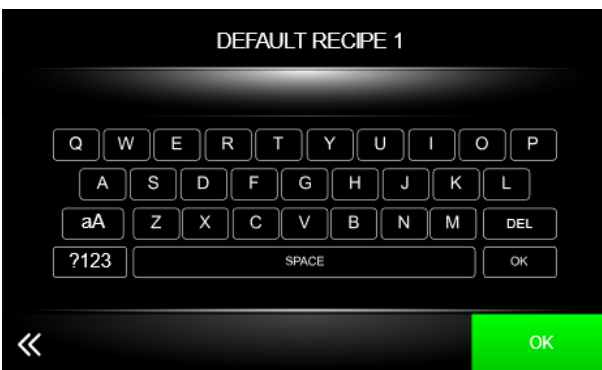 DEFAULT RECIPE 1
Q W E R T Y U I O P
A S D F G H J K L
aA Z X C V B N M DEL
?123 SPACE OK
OK